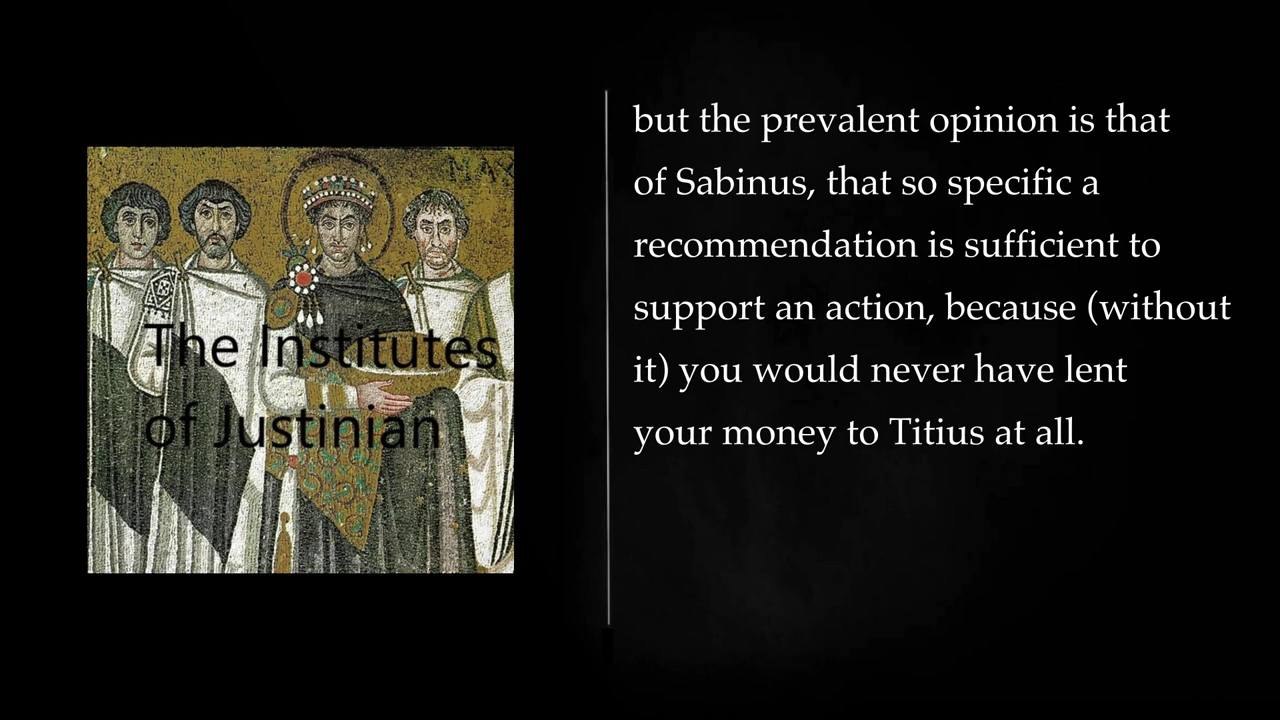 MAX
The Institutes
of Justinian
but the prevalent opinion is that
of Sabinus, that so specific a
recommendation is sufficient to
support an action, because (without
it) you would never have lent
your money to Titius at all.